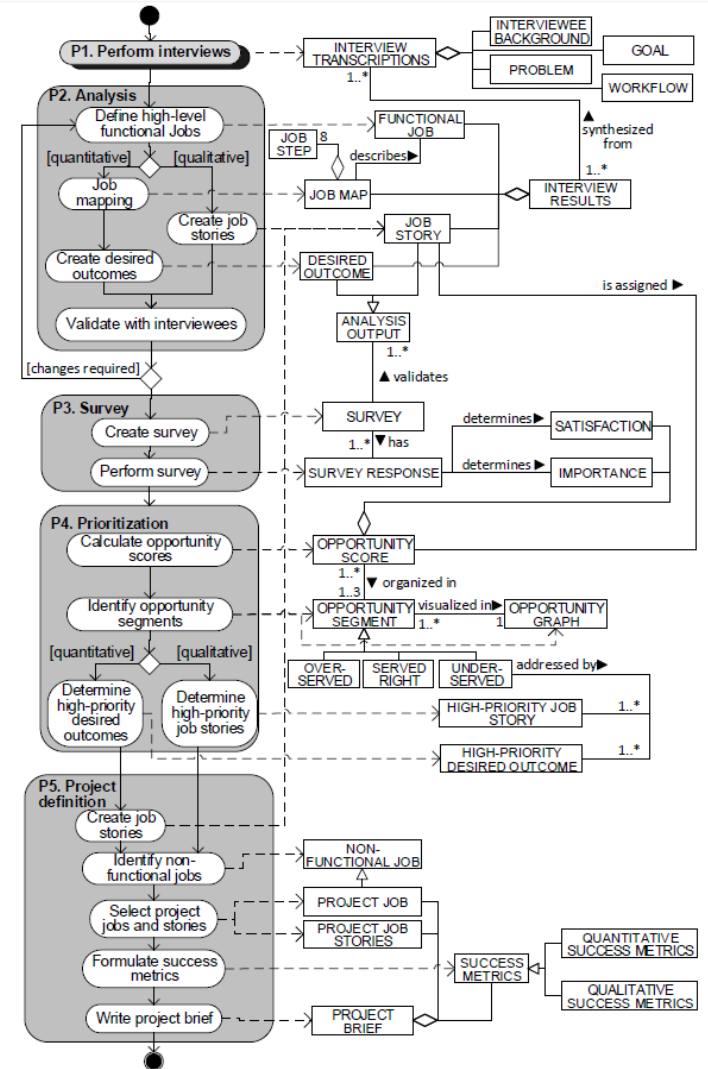 P1. Perform interviews
INTERVIEW
TRANSCRIPTIONS
1..*
INTERVIEWEE
BACKGROUND
GOAL
PROBLEM
WORKFLOW
P2. Analysis
Define high-level
functional Jobs
[quantitative]
[qualitative]
Job
mapping
Create job
stories
Create desired
outcomes
Validate with interviewees
[changes required]
FUNCTIONAL
JOB
JOB
STEP
8
describes▶
JOB MAP
▲
synthesized
from
1..*
INTERVIEW
RESULTS
JOB
STORY
DESIRED
OUTCOME
is assigned ▶
ANALYSIS
OUTPUT
1..*
▲ validates
P3. Survey
Create survey
Perform survey
SURVEY
1..*
▼ has
SURVEY RESPONSE
determines▶
SATISFACTION
determines▶
IMPORTANCE
P4. Prioritization
Calculate opportunity
scores
Identify opportunity
segments
[quantitative]
[qualitative]
Determine
high-priority
desired
outcomes
Determine
high-priority
job stories
OPPORTUNITY
SCORE
1..*
▼ organized in
1..3
OPPORTUNITY
SEGMENT
visualized in▶
1..*
1
OPPORTUNITY
GRAPH
OVER-
SERVED
SERVED
RIGHT
UNDER-
SERVED
addressed by▶
HIGH-PRIORITY JOB
STORY
1..*
HIGH-PRIORITY
DESIRED OUTCOME
1..*
P5. Project
definition
Create job
stories
Identify non-
functional jobs
Select project
jobs and stories
Formulate success
metrics
Write project brief
NON-
FUNCTIONAL JOB
PROJECT JOB
PROJECT JOB
STORIES
SUCCESS
METRICS
QUANTITATIVE
SUCCESS METRICS
QUALITATIVE
SUCCESS METRICS
PROJECT
BRIEF